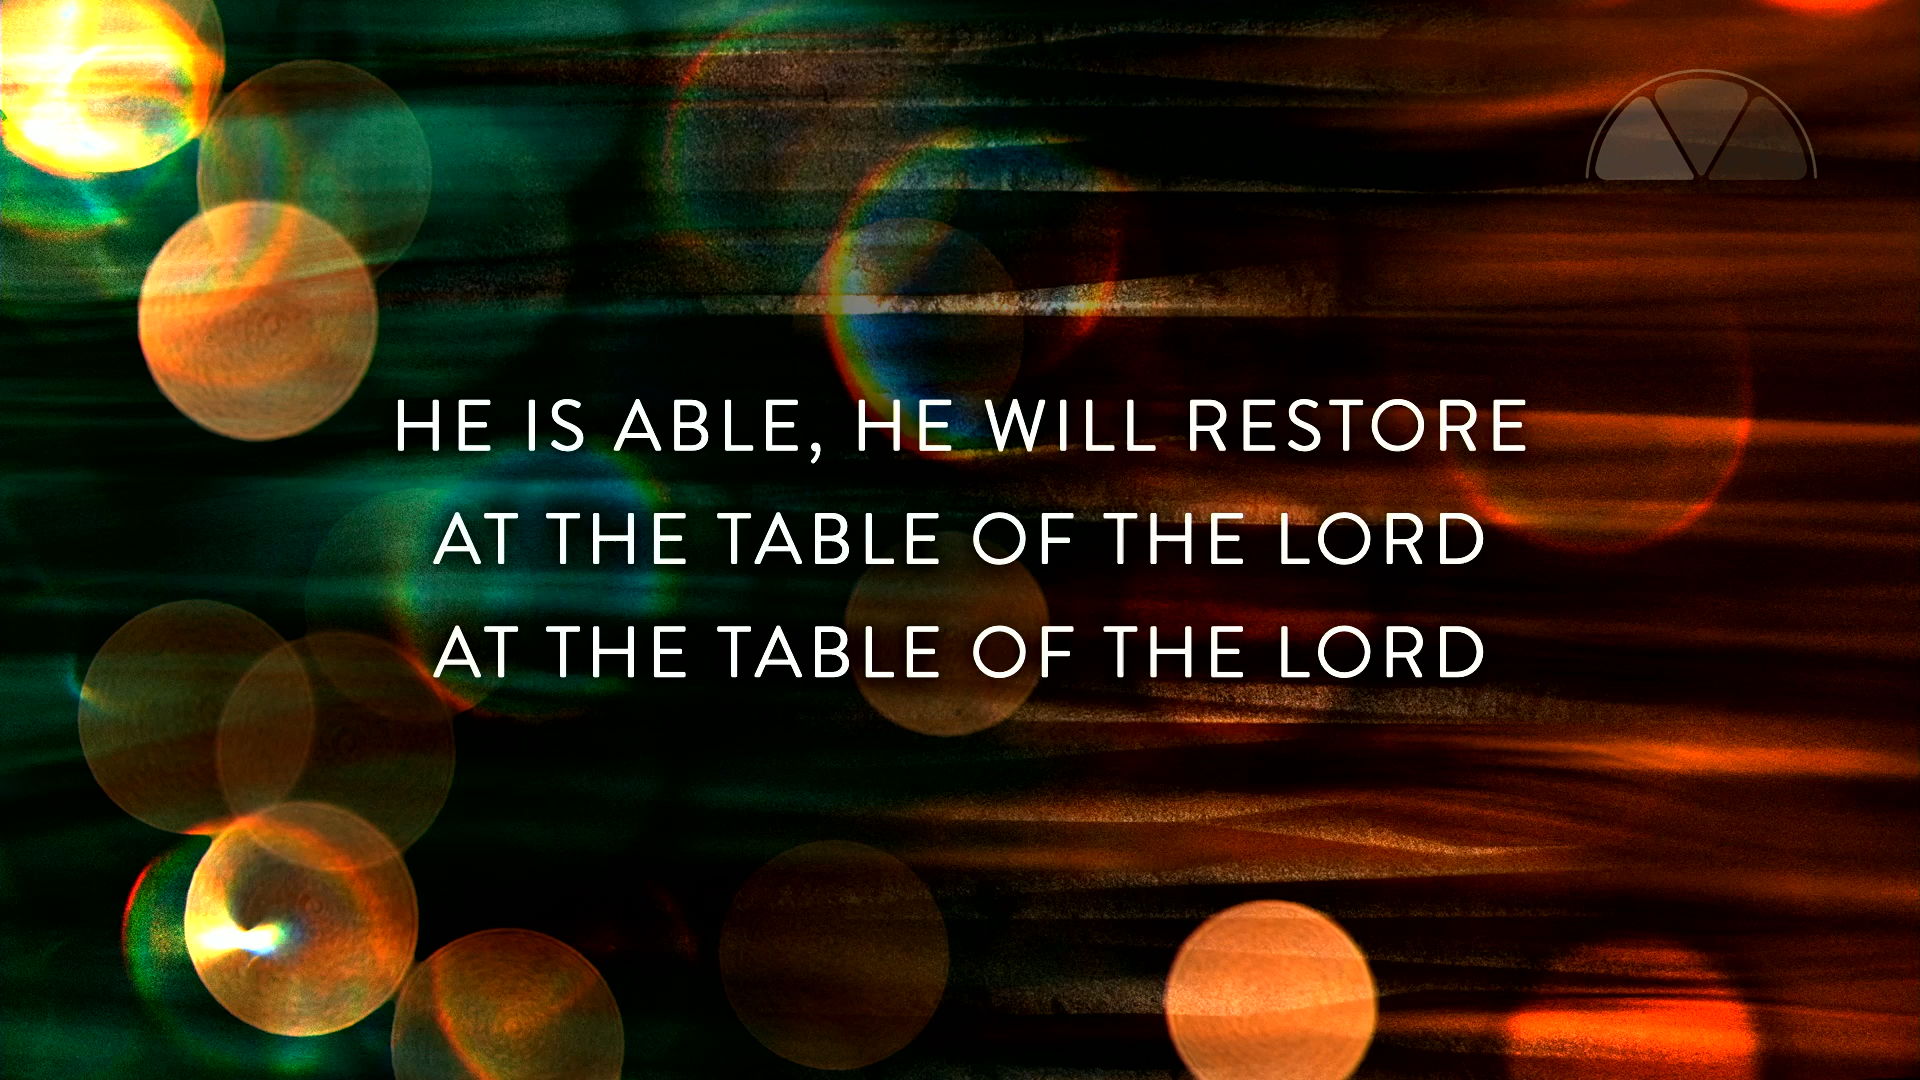 HE IS ABLE, HE WILL RESTORE
AT THE TABLE OF THE LORD
AT THE TABLE OF THE LORD